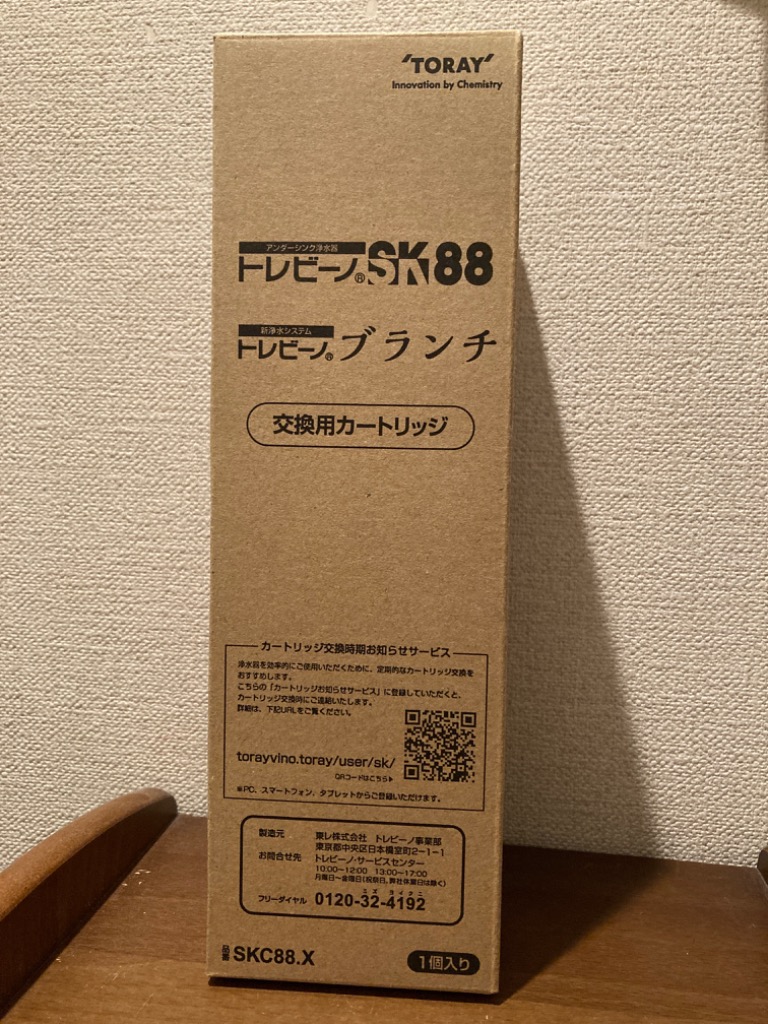 'TORAY'
Innovation by Chemistry
アンダーシンク浄水器
トレビーノ®SK88
新浄水システム
トレビーノ®ブランチ
交換用カートリッジ
カートリッジ交換時期お知らせサービス
浄水器を効率的にご使用いただくために、定期的なカートリッジ交換を
おすすめします。
こちらの「カートリッジお知らせサービス」に登録していただくと、
カートリッジ交換時にご連絡いたします。
詳細は、下記URLをご覧ください。
torayvino.toray/user/sk/
QRコードはこちら▶
※PC、スマートフォン、タブレットからご登録いただけます。
製造元 東レ株式会社 トレビーノ事業部
東京都中央区日本橋室町2-1-1
お問合せ先 トレビーノ・サービスセンター
10:00～12:00 13:00～17:00
月曜日～金曜日(祝祭日、弊社休業日は除く)
ミズ ヨイクニ
フリーダイヤル 0120-32-4192
品番 SKC88.X
1個入り